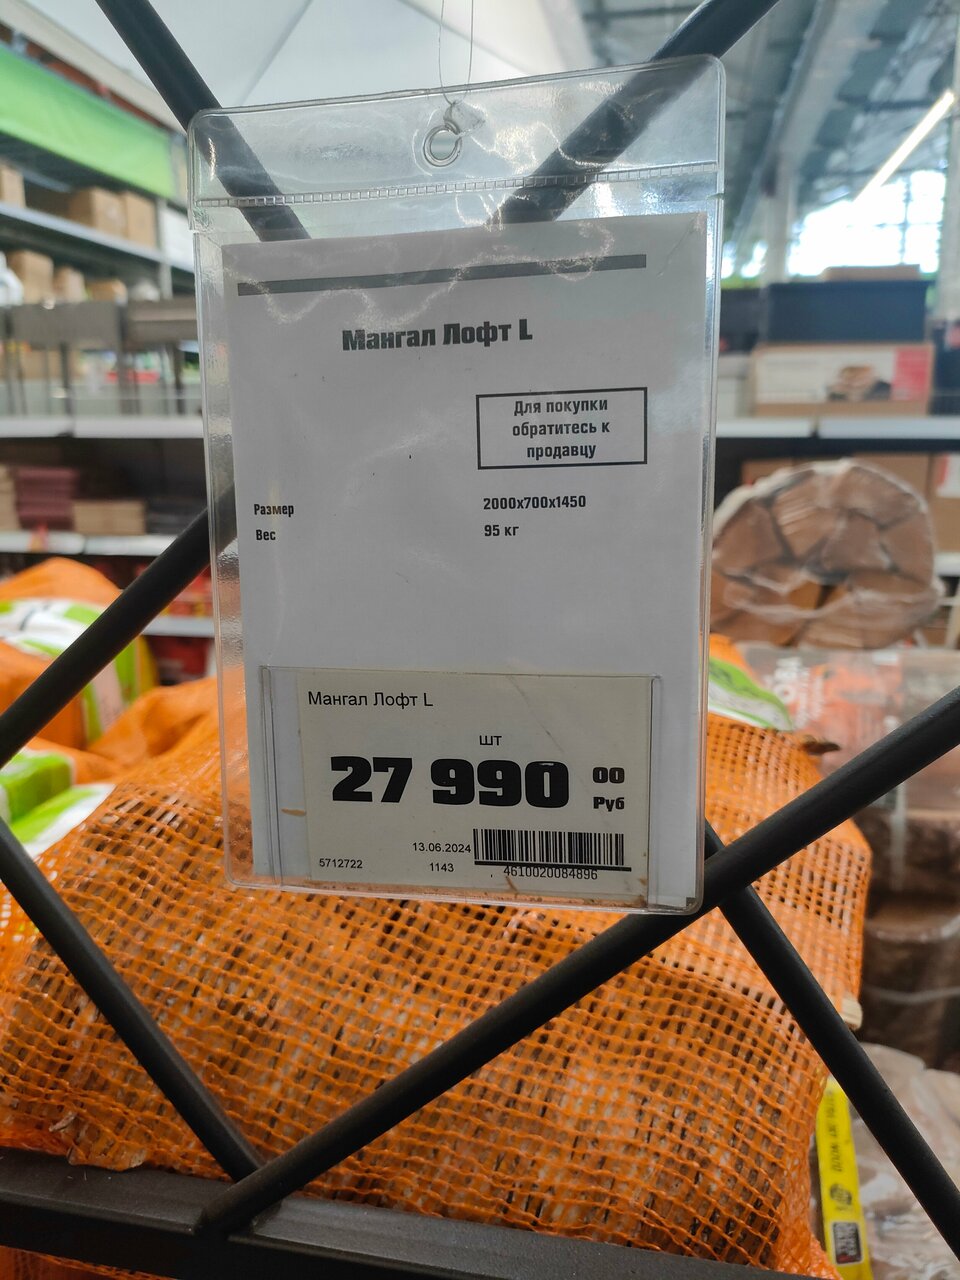 Мангал Лофт L
Для покупки
обратитесь к
продавцу
Размер 2000х700х1450
Вес 95 кг
Мангал Лофт L
шт
27 990 00
Руб
13.06.2024
5712722 1143 4610020084896